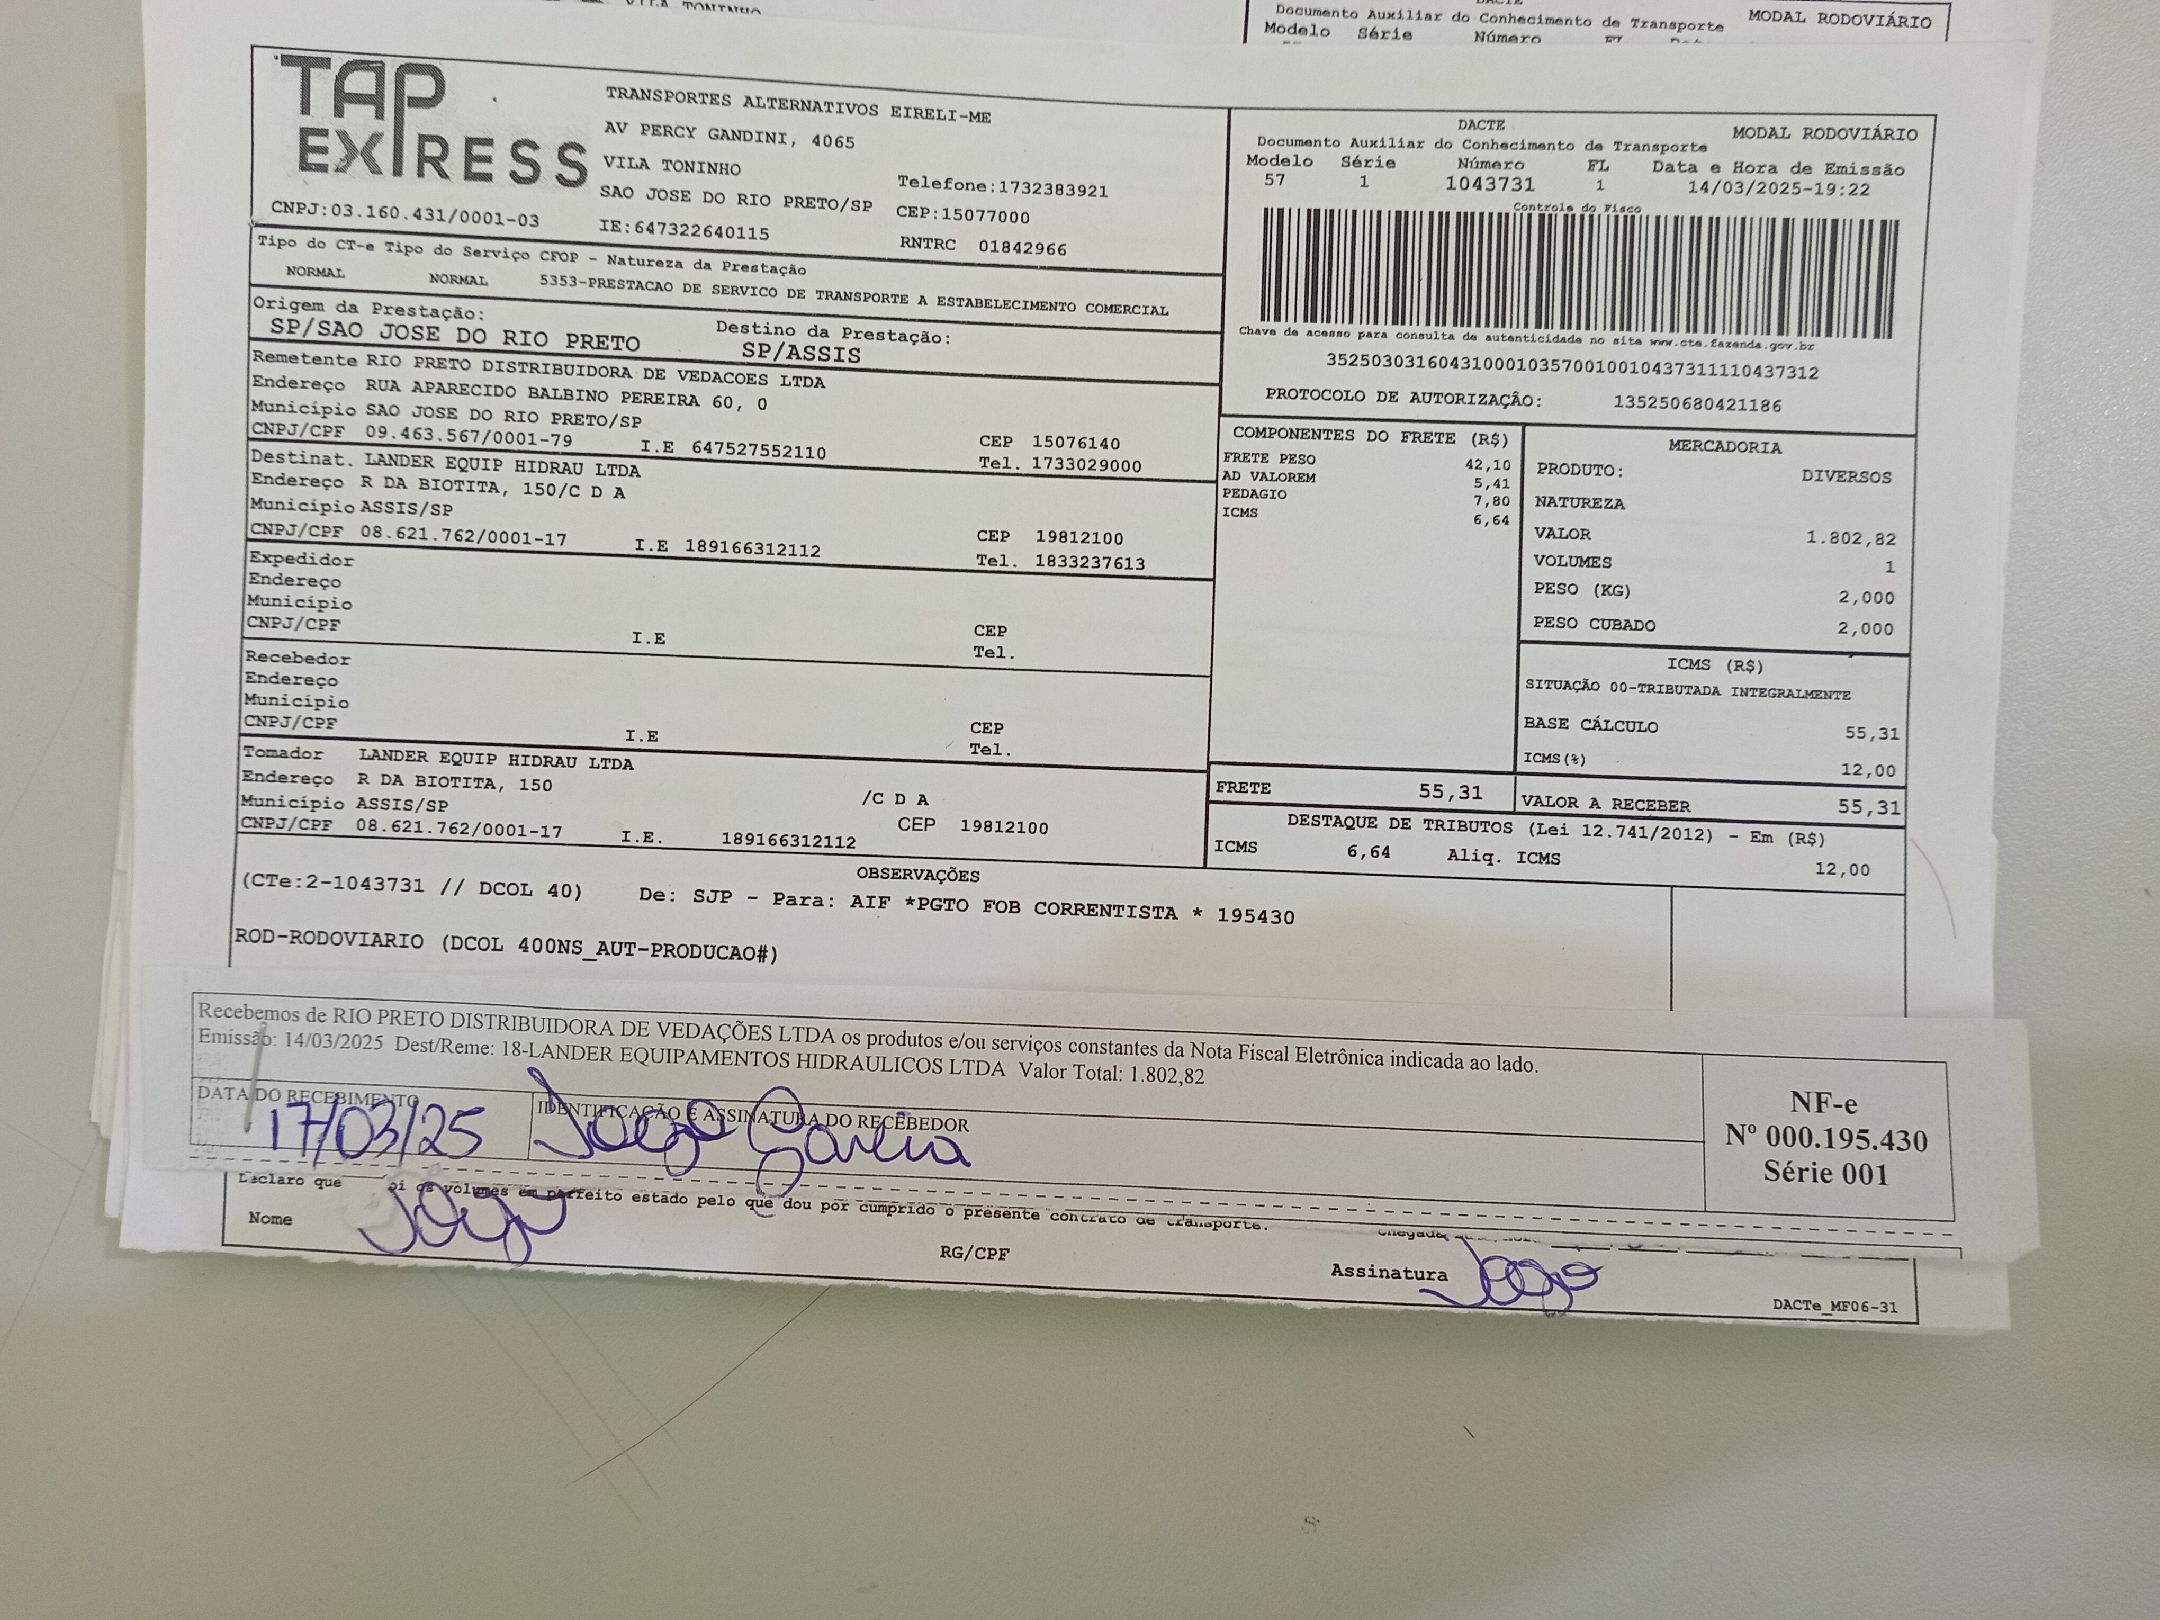 VILA TONINHO
Documento Auxiliar do Conhecimento de Transporte MODAL RODOVIÁRIO
Modelo Série Número
TAP EXPRESS
TRANSPORTES ALTERNATIVOS EIRELI-ME
AV PERCY GANDINI, 4065
VILA TONINHO
Telefone:1732383921
SAO JOSE DO RIO PRETO/SP CEP:15077000
CNPJ:03.160.431/0001-03 IE:647322640115 RNTRC 01842966
Tipo do CT-e Tipo do Serviço CFOP - Natureza da Prestação
NORMAL NORMAL 5353-PRESTACAO DE SERVICO DE TRANSPORTE A ESTABELECIMENTO COMERCIAL
Origem da Prestação: Destino da Prestação:
SP/SAO JOSE DO RIO PRETO SP/ASSIS
Remetente RIO PRETO DISTRIBUIDORA DE VEDACOES LTDA
Endereço RUA APARECIDO BALBINO PEREIRA 60, 0
Município SAO JOSE DO RIO PRETO/SP CEP 15076140
CNPJ/CPF 09.463.567/0001-79 I.E 647527552110 Tel. 1733029000
Destinat. LANDER EQUIP HIDRAU LTDA
Endereço R DA BIOTITA, 150/C D A
Município ASSIS/SP CEP 19812100
CNPJ/CPF 08.621.762/0001-17 I.E 189166312112 Tel. 1833237613
Expedidor
Endereço
Município CEP
CNPJ/CPF I.E Tel.
Recebedor
Endereço
Município CEP
CNPJ/CPF I.E Tel.
Tomador LANDER EQUIP HIDRAU LTDA
Endereço R DA BIOTITA, 150 /C D A
Município ASSIS/SP CEP 19812100
CNPJ/CPF 08.621.762/0001-17 I.E. 189166312112
DACTE MODAL RODOVIÁRIO
Documento Auxiliar do Conhecimento de Transporte
Modelo Série Número FL Data e Hora de Emissão
57 1 1043731 1 14/03/2025-19:22
Controle do Fisco
Chave de acesso para consulta de autenticidade no site www.cte.fazenda.gov.br
35250303160431000103570010010437311110437312
PROTOCOLO DE AUTORIZAÇÃO: 135250680421186
COMPONENTES DO FRETE (R$)
FRETE PESO 42,10
AD VALOREM 5,41
PEDAGIO 7,80
ICMS 6,64
MERCADORIA
PRODUTO: DIVERSOS
NATUREZA
VALOR 1.802,82
VOLUMES 1
PESO (KG) 2,000
PESO CUBADO 2,000
ICMS (R$)
SITUAÇÃO 00-TRIBUTADA INTEGRALMENTE
BASE CÁLCULO 55,31
ICMS(%) 12,00
FRETE 55,31 VALOR A RECEBER 55,31
DESTAQUE DE TRIBUTOS (Lei 12.741/2012) - Em (R$)
ICMS 6,64 Aliq. ICMS 12,00
OBSERVAÇÕES
(CTe:2-1043731 // DCOL 40) De: SJP - Para: AIF *PGTO FOB CORRENTISTA * 195430
ROD-RODOVIARIO (DCOL 400NS_AUT-PRODUCAO#)
Recebemos de RIO PRETO DISTRIBUIDORA DE VEDAÇÕES LTDA os produtos e/ou serviços constantes da Nota Fiscal Eletrônica indicada ao lado.
Emissão: 14/03/2025 Dest/Reme: 18-LANDER EQUIPAMENTOS HIDRAULICOS LTDA Valor Total: 1.802,82
DATA DO RECEBIMENTO IDENTIFICAÇÃO E ASSINATURA DO RECEBEDOR
17/03/25
NF-e
Nº 000.195.430
Série 001
os volumes em perfeito estado pelo que dou por cumprido o presente contrato de transporte.
Nome RG/CPF Assinatura
DACTe_MF06-31